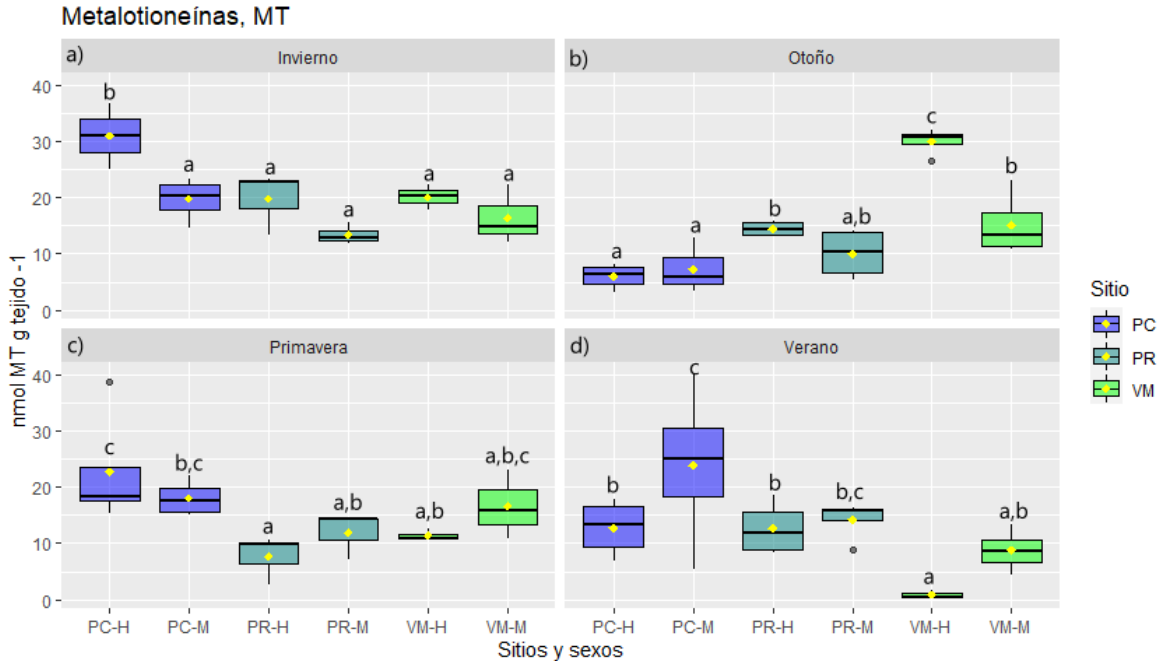 Metalotioneínas, MT
a) Invierno
b) Otoño
40
30
20
10
0
b a a a a a
a a b a,b c b
c) Primavera
d) Verano
40
30
20
10
0
c b,c a a,b a,b a,b,c
b c b b,c a a,b
nmol MT g tejido -1
PC-H PC-M PR-H PR-M VM-H VM-M
PC-H PC-M PR-H PR-M VM-H VM-M
Sitios y sexos
Sitio
PC
PR
VM